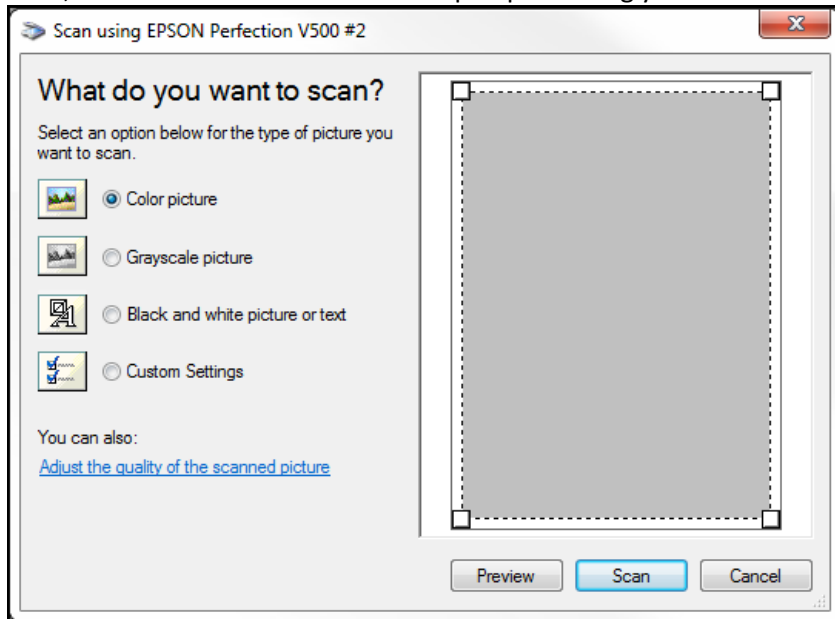 Scan using EPSON Perfection V500 #2
What do you want to scan?
Select an option below for the type of picture you
want to scan.
Color picture
Grayscale picture
Black and white picture or text
Custom Settings
You can also:
Adjust the quality of the scanned picture
Preview
Scan
Cancel